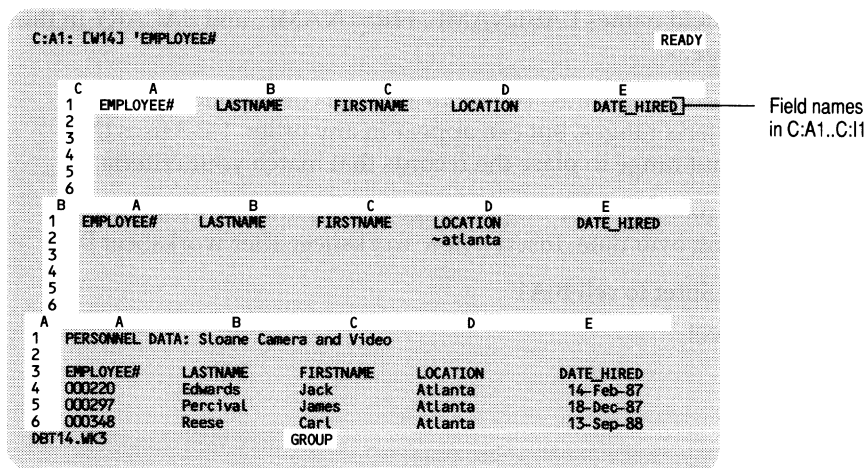 C:A1: [W14] 'EMPLOYEE# READY
C A B C D E
1 EMPLOYEE# LASTNAME FIRSTNAME LOCATION DATE_HIRED Field names
2 in C:A1..C:I1
3
4
5
6
B A B C D E
1 EMPLOYEE# LASTNAME FIRSTNAME LOCATION DATE_HIRED
2 ~atlanta
3
4
5
6
A A B C D E
1 PERSONNEL DATA: Sloane Camera and Video
2
3 EMPLOYEE# LASTNAME FIRSTNAME LOCATION DATE_HIRED
4 000220 Edwards Jack Atlanta 14-Feb-87
5 000297 Percival James Atlanta 18-Dec-87
6 000348 Reese Carl Atlanta 13-Sep-88
DBT14.WK3 GROUP